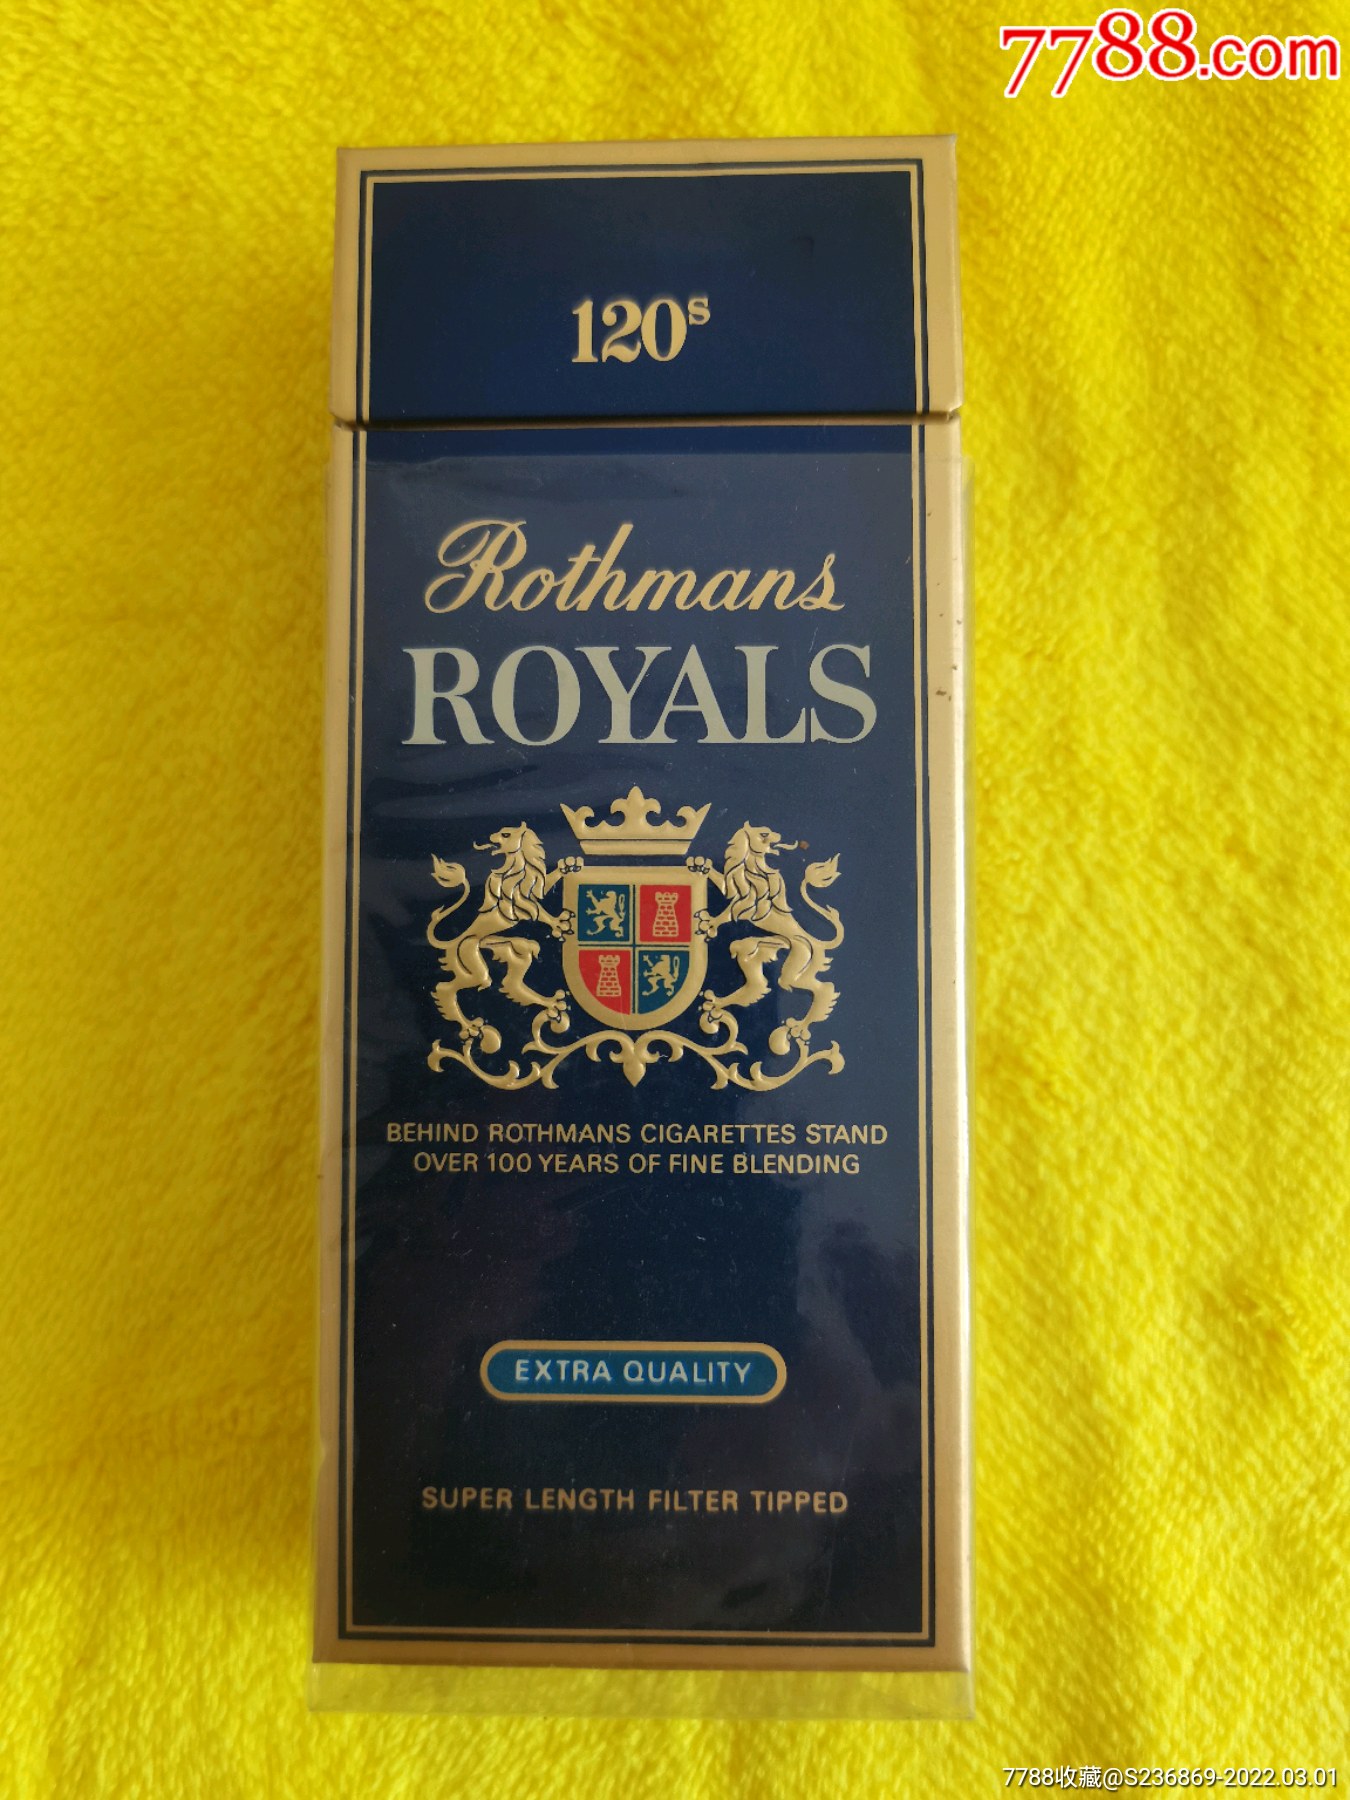 7788.com
120s
Rothmans
ROYALS
BEHIND ROTHMANS CIGARETTES STAND
OVER 100 YEARS OF FINE BLENDING
EXTRA QUALITY
SUPER LENGTH FILTER TIPPED
7788收藏@S236869-2022.03.01